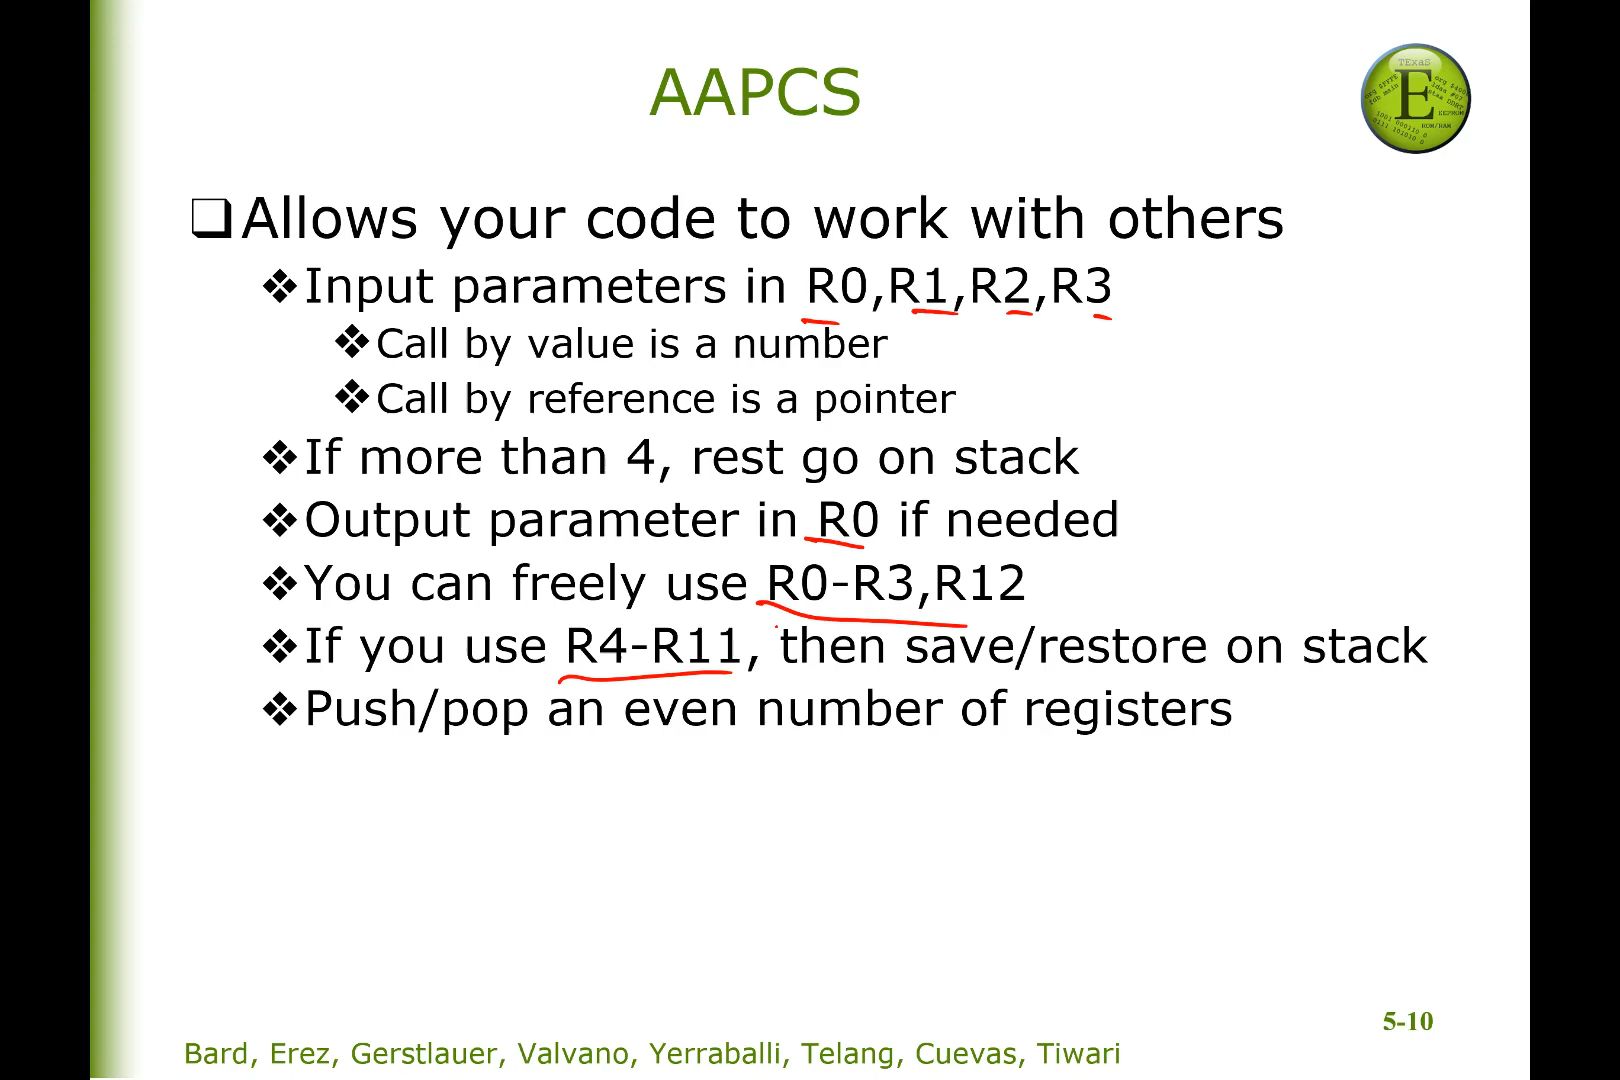 AAPCS
TExaS
E
❑Allows your code to work with others
❖Input parameters in R0,R1,R2,R3
❖Call by value is a number
❖Call by reference is a pointer
❖If more than 4, rest go on stack
❖Output parameter in R0 if needed
❖You can freely use R0-R3,R12
❖If you use R4-R11, then save/restore on stack
❖Push/pop an even number of registers
5-10
Bard, Erez, Gerstlauer, Valvano, Yerraballi, Telang, Cuevas, Tiwari